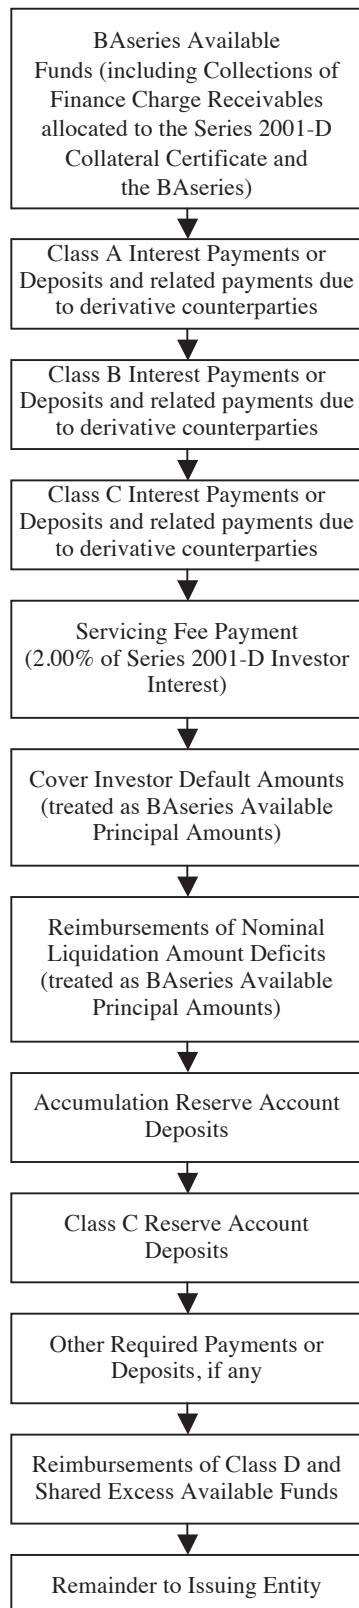 BAseries Available
Funds (including Collections of
Finance Charge Receivables
allocated to the Series 2001-D
Collateral Certificate and
the BAseries)
Class A Interest Payments or
Deposits and related payments due
to derivative counterparties
Class B Interest Payments or
Deposits and related payments due
to derivative counterparties
Class C Interest Payments or
Deposits and related payments due
to derivative counterparties
Servicing Fee Payment
(2.00% of Series 2001-D Investor
Interest)
Cover Investor Default Amounts
(treated as BAseries Available
Principal Amounts)
Reimbursements of Nominal
Liquidation Amount Deficits
(treated as BAseries Available
Principal Amounts)
Accumulation Reserve Account
Deposits
Class C Reserve Account
Deposits
Other Required Payments or
Deposits, if any
Reimbursements of Class D and
Shared Excess Available Funds
Remainder to Issuing Entity